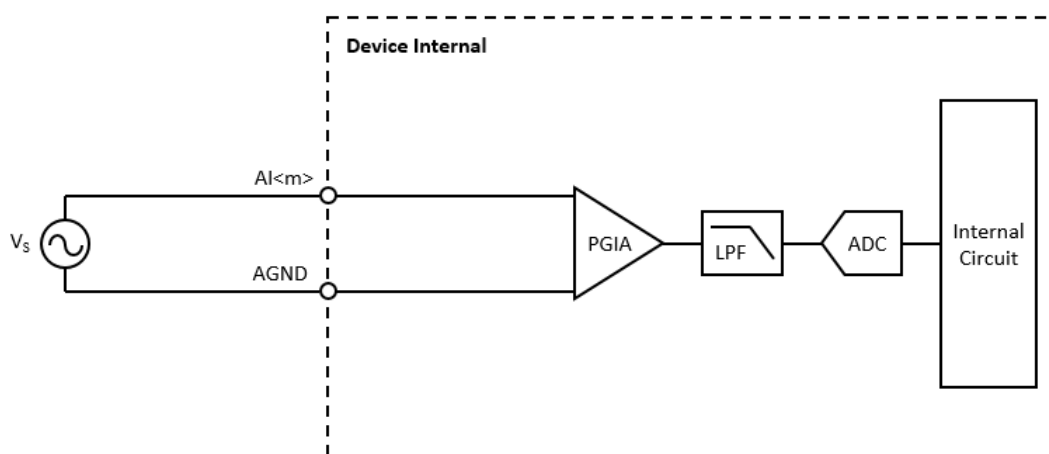 Device Internal
AI<m>
VS
AGND
PGIA
LPF
ADC
Internal
Circuit